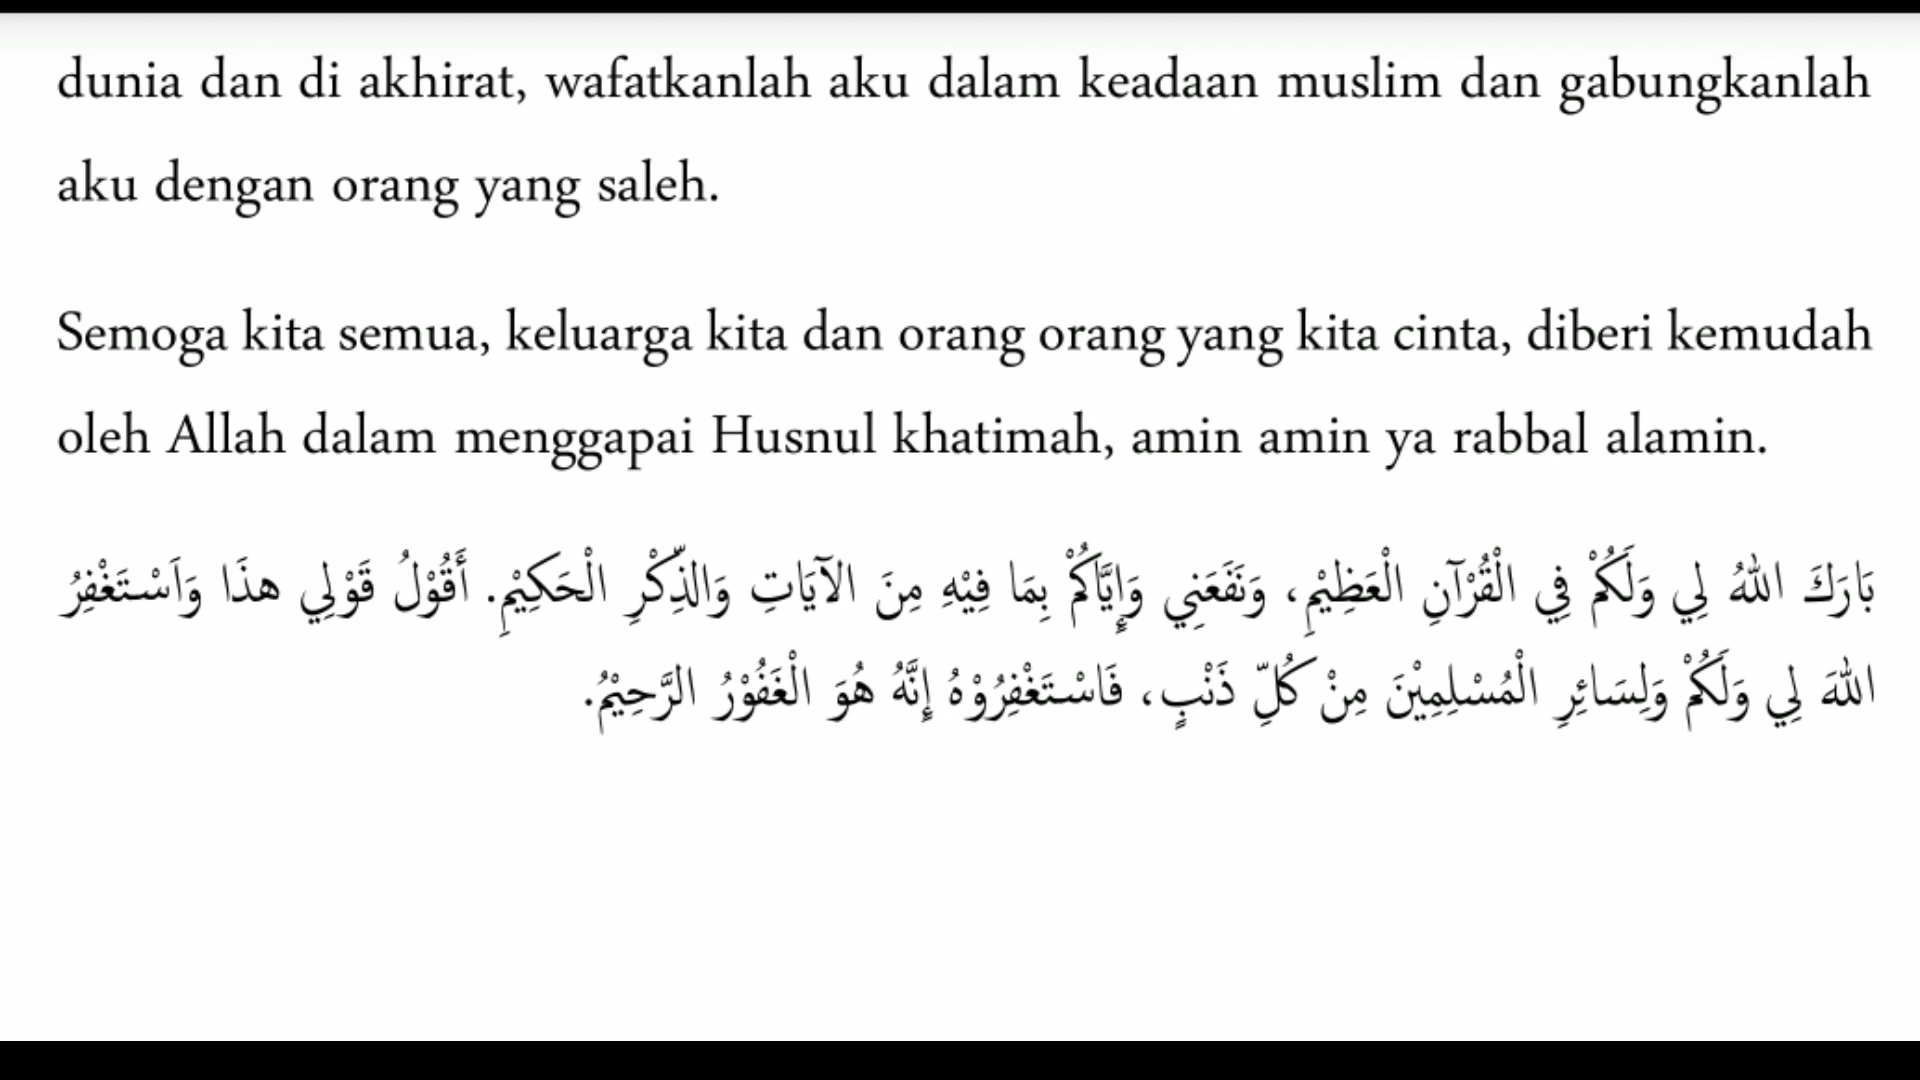 dunia dan di akhirat, wafatkanlah aku dalam keadaan muslim dan gabungkanlah
aku dengan orang yang saleh.
Semoga kita semua, keluarga kita dan orang orang yang kita cinta, diberi kemudah
oleh Allah dalam menggapai Husnul khatimah, amin amin ya rabbal alamin.
بَارَكَ اللهُ لِي وَلَكُمْ فِي الْقُرْآنِ الْعَظِيْمِ، وَنَفَعَنِي وَإِيَّاكُمْ بِمَا فِيْهِ مِنَ الآيَاتِ وَالذِّكْرِ الْحَكِيْمِ. أَقُوْلُ قَوْلِي هذَا وَاَسْتَغْفِرُ
اللهَ لِي وَلَكُمْ وَلِسَائِرِ الْمُسْلِمِيْنَ مِنْ كُلِّ ذَنْبٍ، فَاسْتَغْفِرُوْهُ إِنَّهُ هُوَ الْغَفُوْرُ الرَّحِيْمُ.